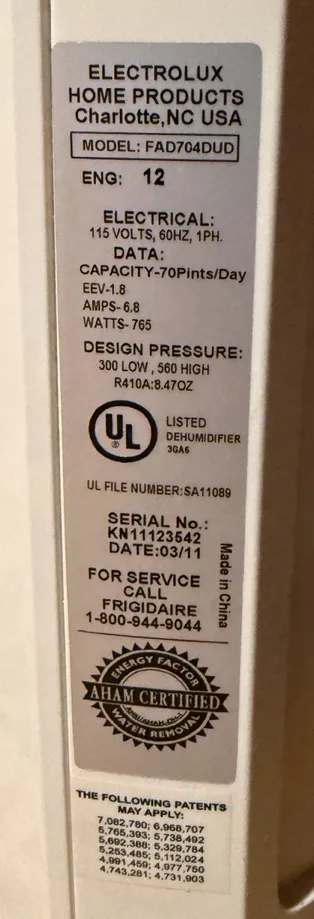 ELECTROLUX
HOME PRODUCTS
Charlotte,NC USA
MODEL: FAD704DUD
ENG: 12
ELECTRICAL:
115 VOLTS, 60HZ, 1PH.
DATA:
CAPACITY-70Pints/Day
EEV-1.8
AMPS- 6.8
WATTS- 765
DESIGN PRESSURE:
300 LOW , 560 HIGH
R410A:8.47OZ
UL
®
LISTED
DEHUMIDIFIER
3GA6
UL FILE NUMBER:SA11089
SERIAL No.:
KN11123542
DATE:03/11
Made in China
FOR SERVICE
CALL
FRIGIDAIRE
1-800-944-9044
ENERGY FACTOR
AHAM CERTIFIED
WATER REMOVAL
THE FOLLOWING PATENTS
MAY APPLY:
7,082,780; 6,968,707
5,765,393; 5,738,492
5,692,388; 5,329,784
5,253,485; 5,112,024
4,991,459; 4,977,750
4,743,281; 4,731,903